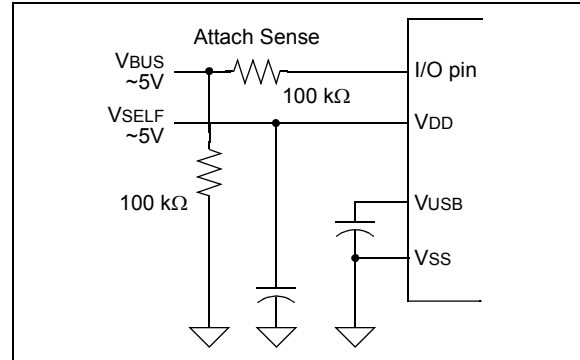 Attach Sense
VBUS
~5V
I/O pin
100 kΩ
VSELF
~5V
VDD
100 kΩ
VUSB
VSS